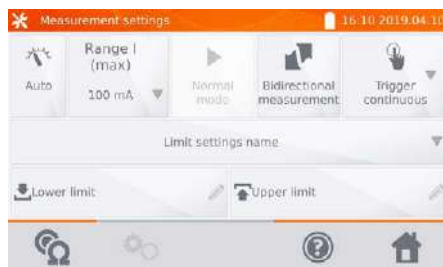 Measurement settings
16:10 2019.04.10
Auto
Range I
(max)
100 mA
Normal
mode
Bidirectional
measurement
Trigger
continuous
Limit settings name
Lower limit
Upper limit